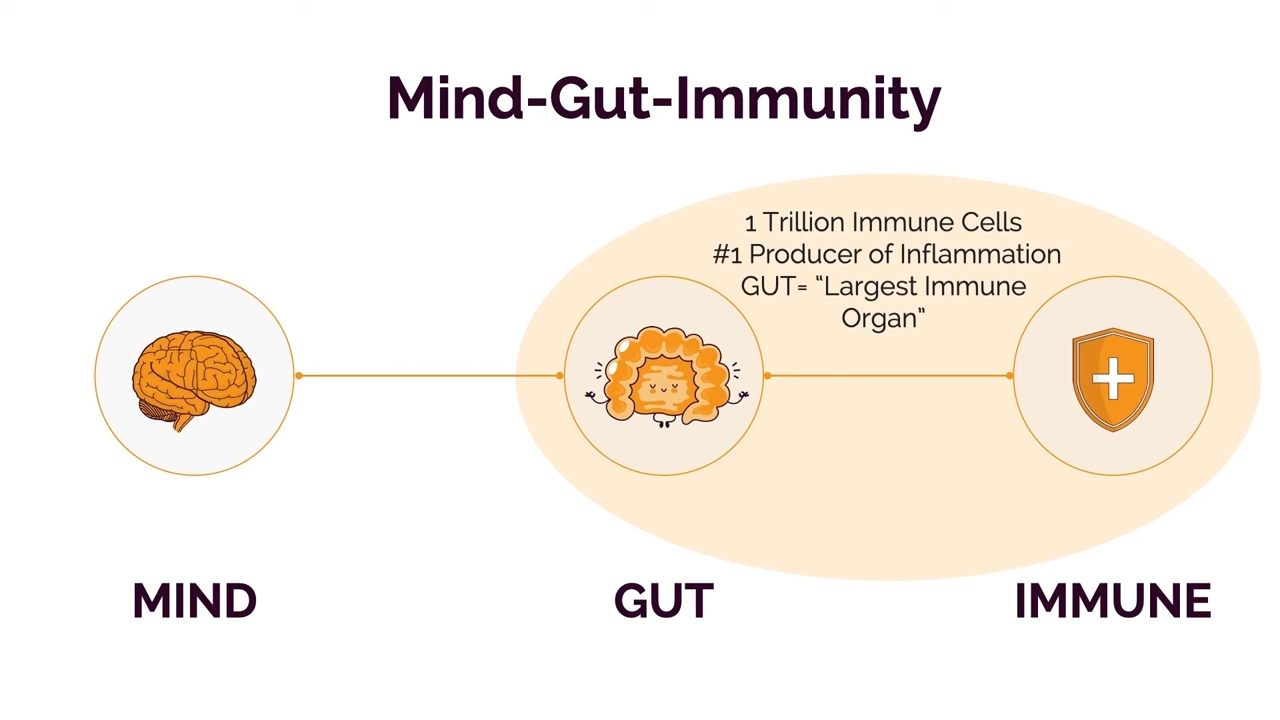 Mind-Gut-Immunity
1 Trillion Immune Cells
#1 Producer of Inflammation
GUT= “Largest Immune
Organ”
MIND
GUT
IMMUNE